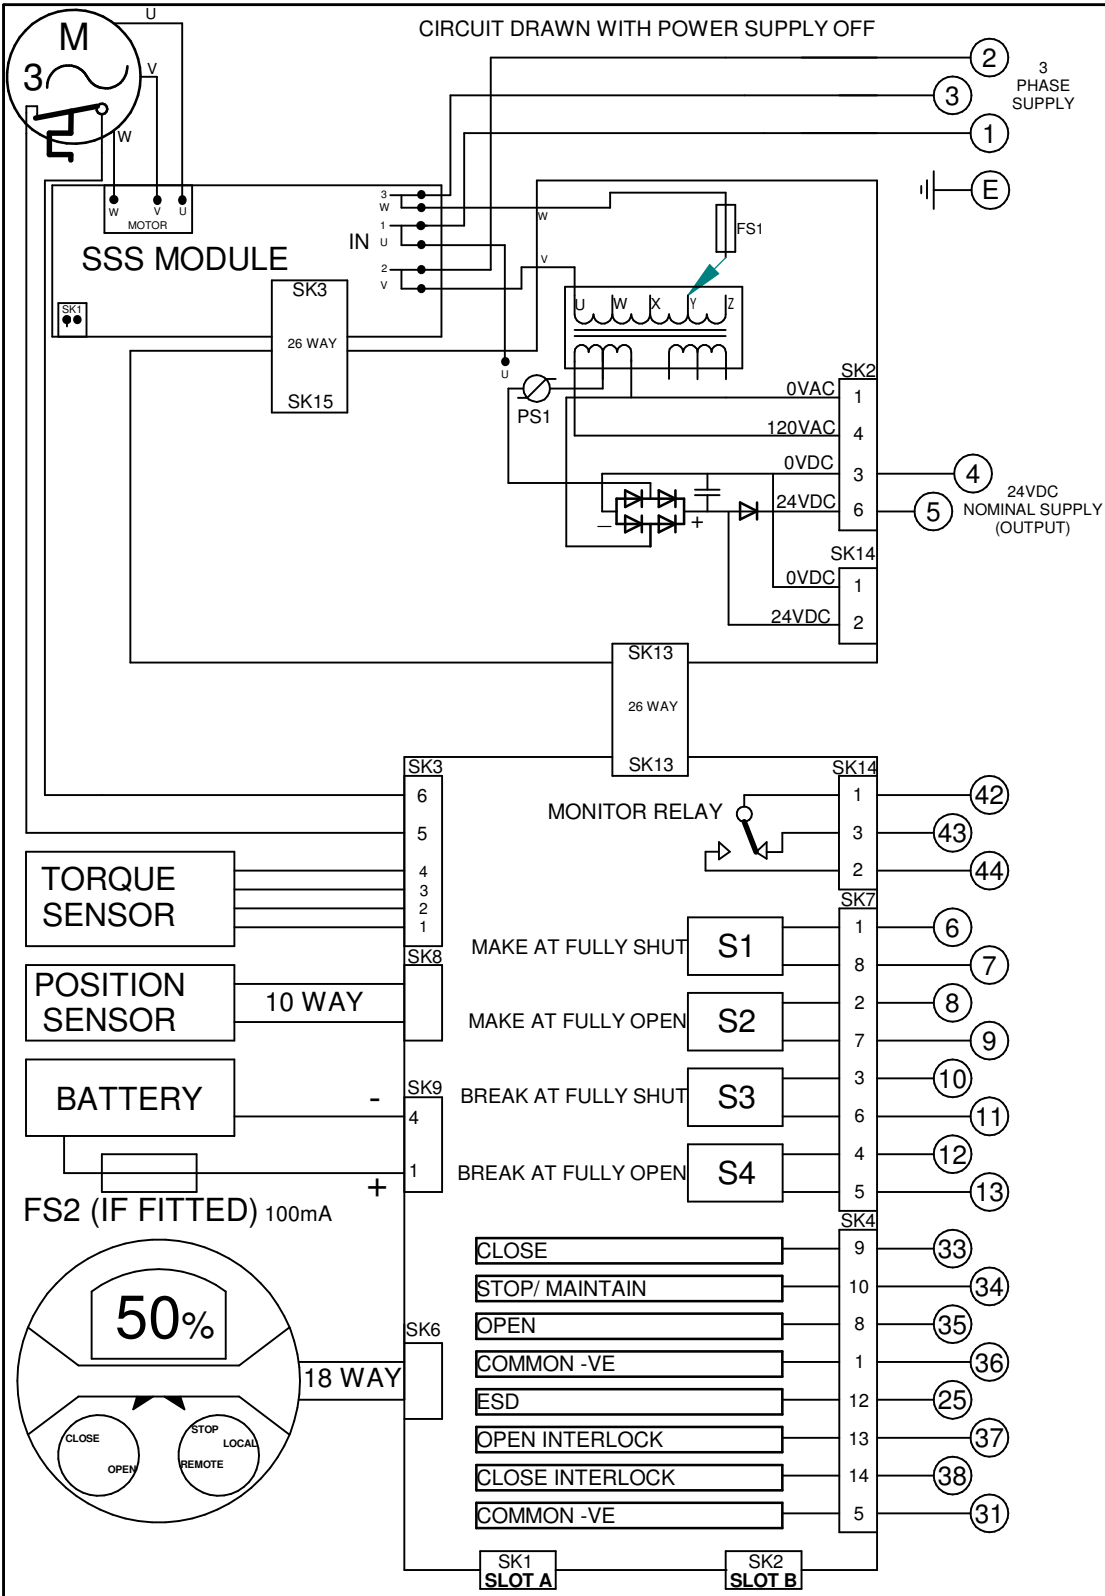 CIRCUIT DRAWN WITH POWER SUPPLY OFF
M
3
U
V
W
2
3
1
3
PHASE
SUPPLY
E
W
V
U
MOTOR
SSS MODULE
IN
3
W
1
U
2
V
W
V
U
FS1
SK1
SK3
26 WAY
SK15
U
W
X
Y
Z
PS1
SK2
0VAC
1
120VAC
4
0VDC
3
24VDC
6
4
5
24VDC
NOMINAL SUPPLY
(OUTPUT)
–
+
SK14
0VDC
1
24VDC
2
SK13
26 WAY
SK13
SK3
6
5
4
3
2
1
TORQUE
SENSOR
SK8
POSITION
SENSOR
10 WAY
BATTERY
-
+
SK9
4
1
FS2 (IF FITTED) 100mA
50%
CLOSE
OPEN
STOP
LOCAL
REMOTE
18 WAY
SK6
MONITOR RELAY
SK14
1
42
3
43
2
44
SK7
MAKE AT FULLY SHUT
S1
1
6
8
7
MAKE AT FULLY OPEN
S2
2
8
7
9
BREAK AT FULLY SHUT
S3
3
10
6
11
BREAK AT FULLY OPEN
S4
4
12
5
13
SK4
CLOSE
9
33
STOP/ MAINTAIN
10
34
OPEN
8
35
COMMON -VE
1
36
ESD
12
25
OPEN INTERLOCK
13
37
CLOSE INTERLOCK
14
38
COMMON -VE
5
31
SK1
SLOT A
SK2
SLOT B